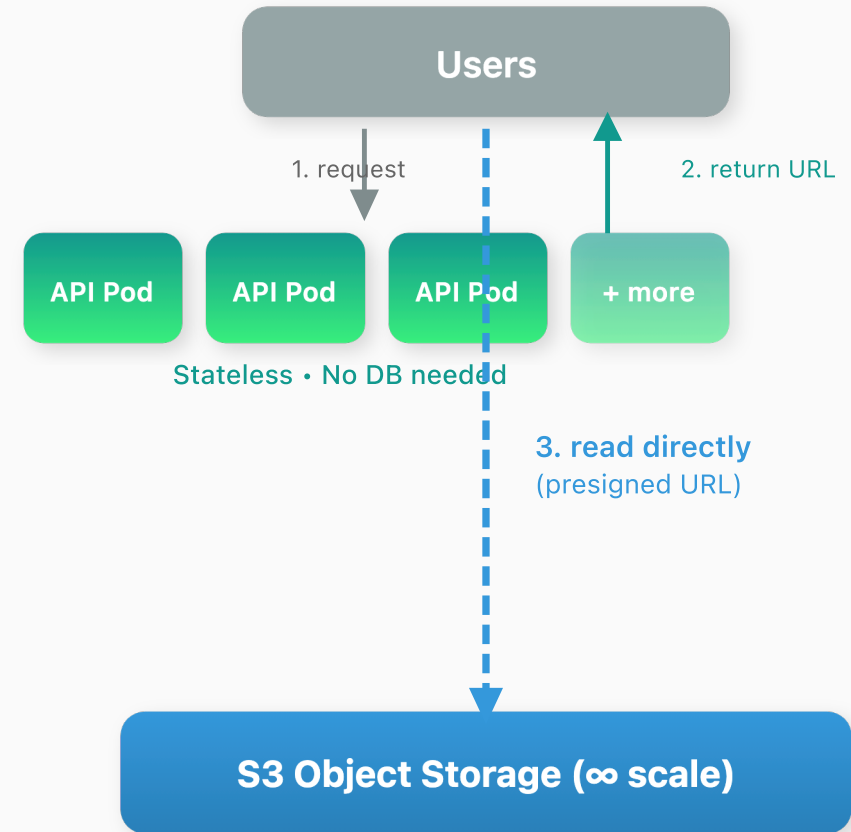 Users
1. request
2. return URL
API Pod
API Pod
API Pod
+ more
Stateless • No DB needed
3. read directly
(presigned URL)
S3 Object Storage (∞ scale)